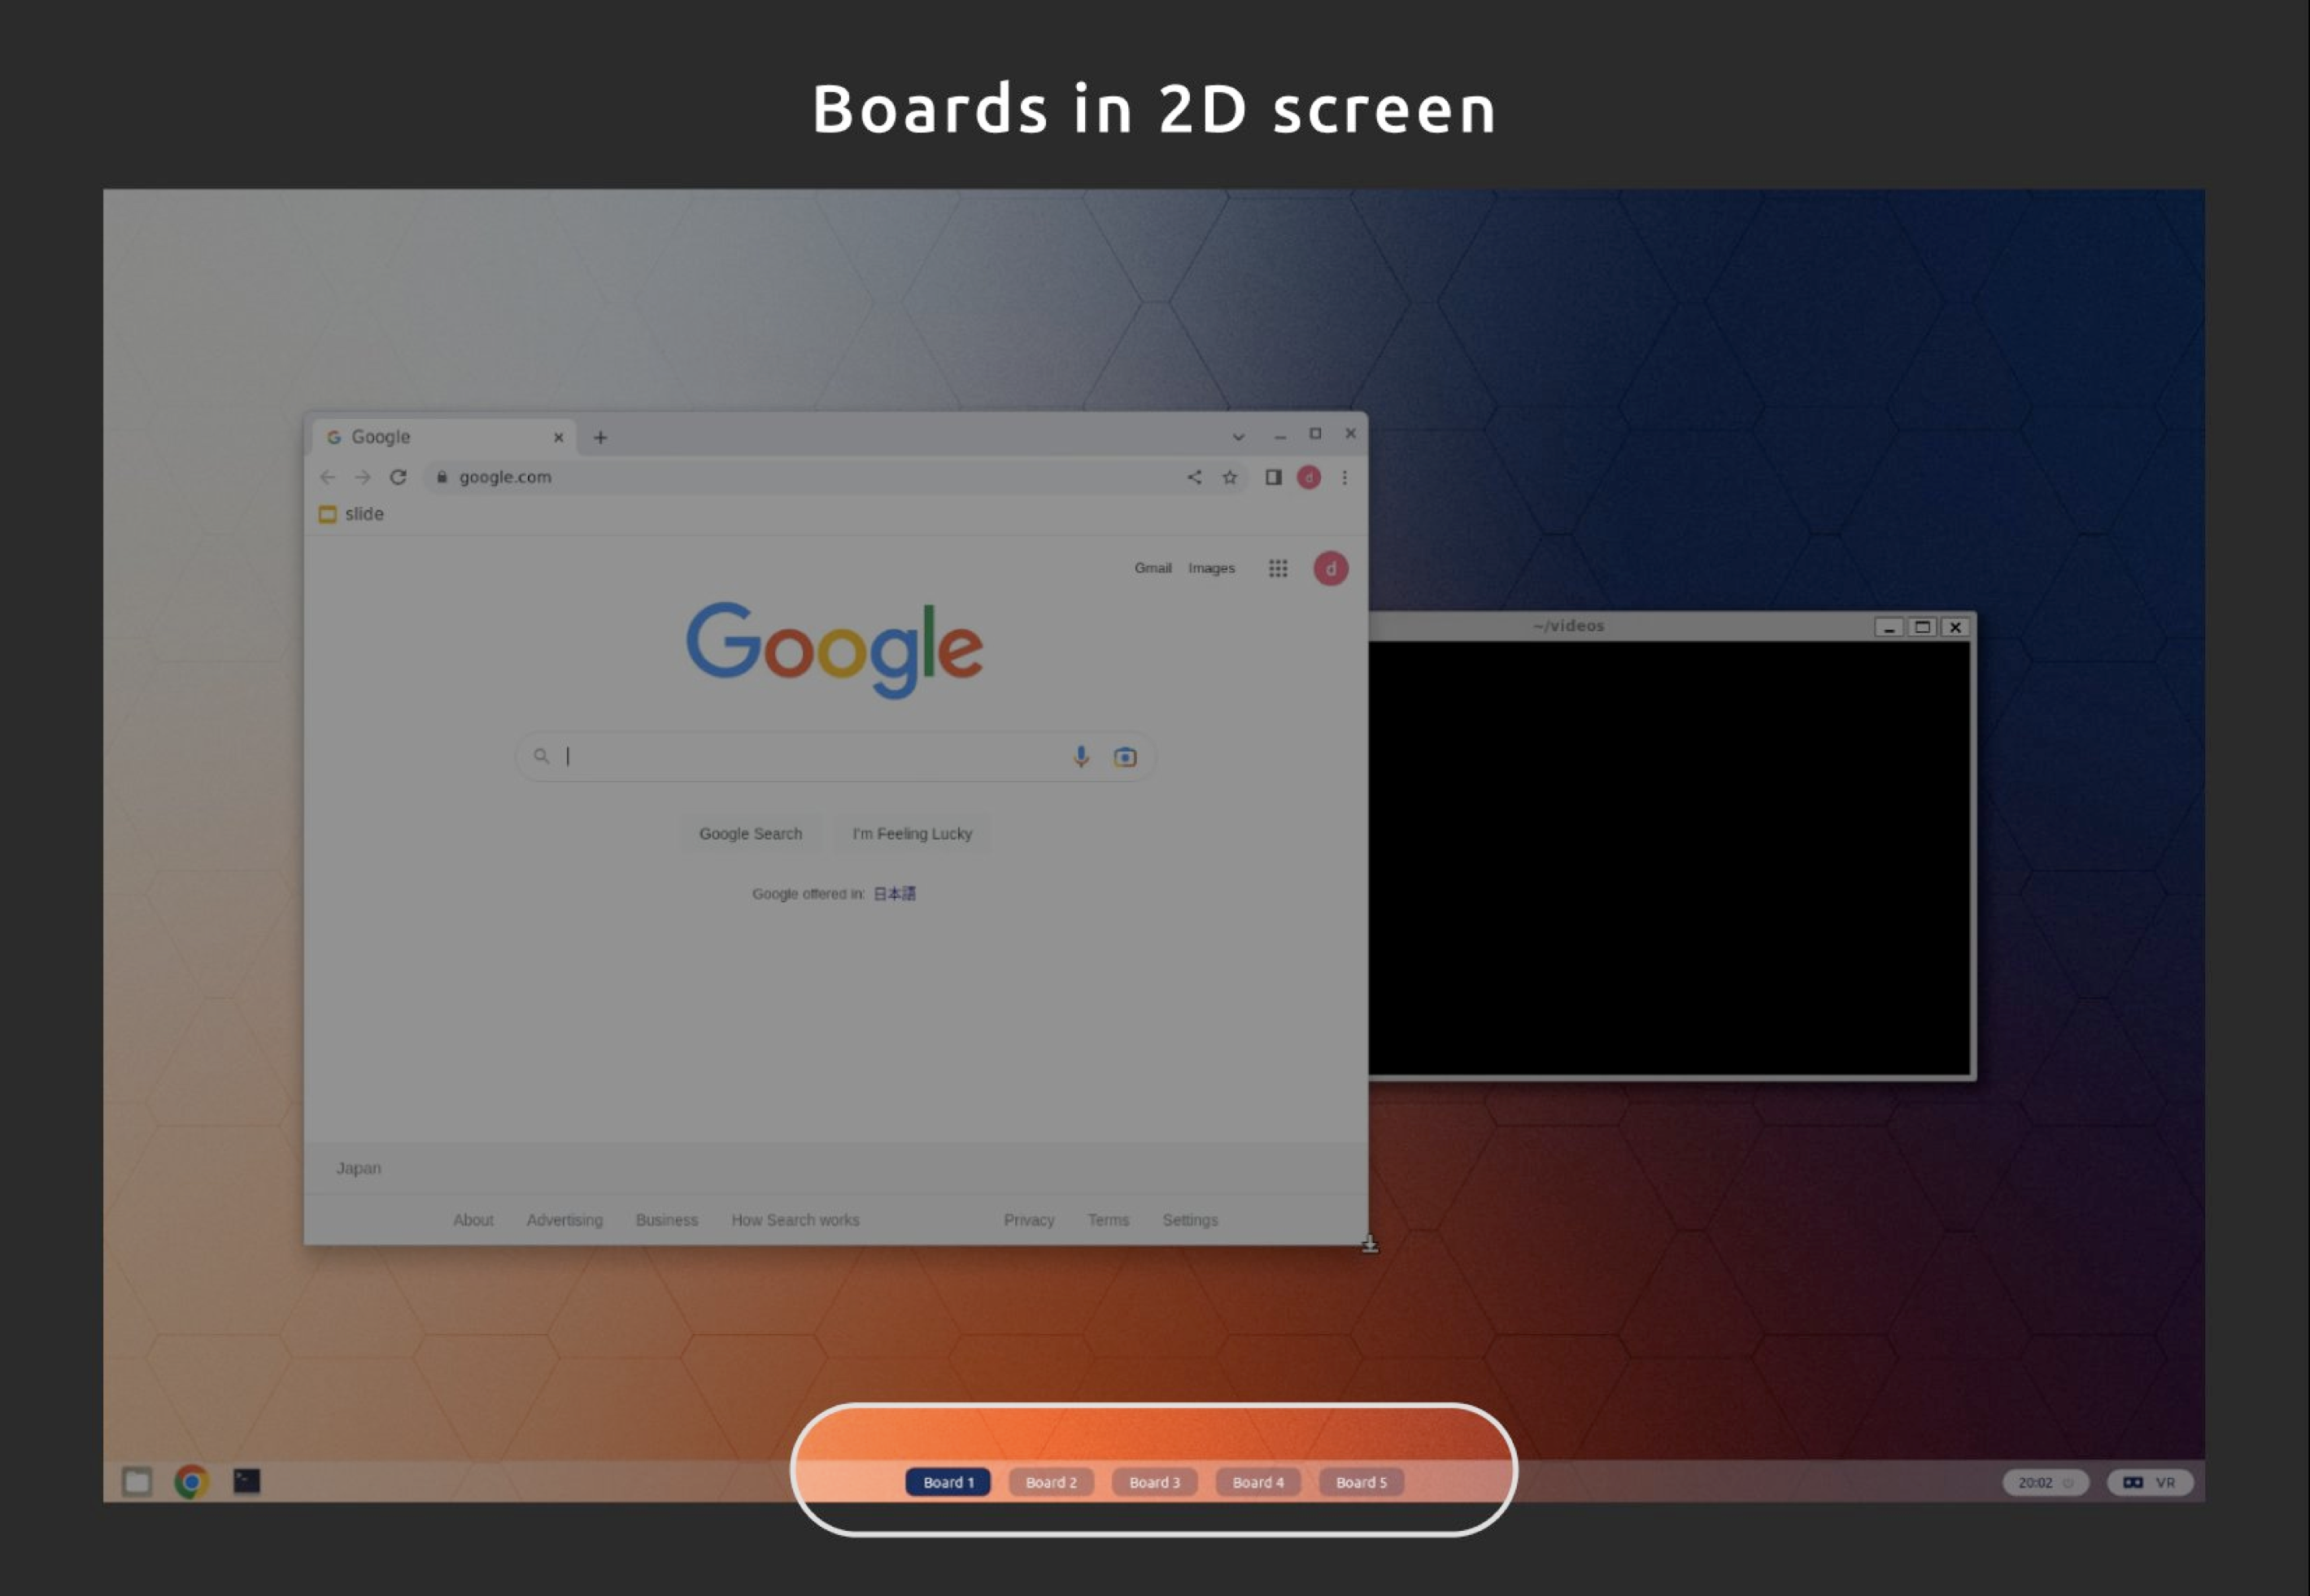 Boards in 2D screen
Google
google.com
slide
Gmail Images
d
Google
~/videos
Google Search I'm Feeling Lucky
Google offered in: 日本語
Japan
About Advertising Business How Search works Privacy Terms Settings
Board 1 Board 2 Board 3 Board 4 Board 5
20:02 VR